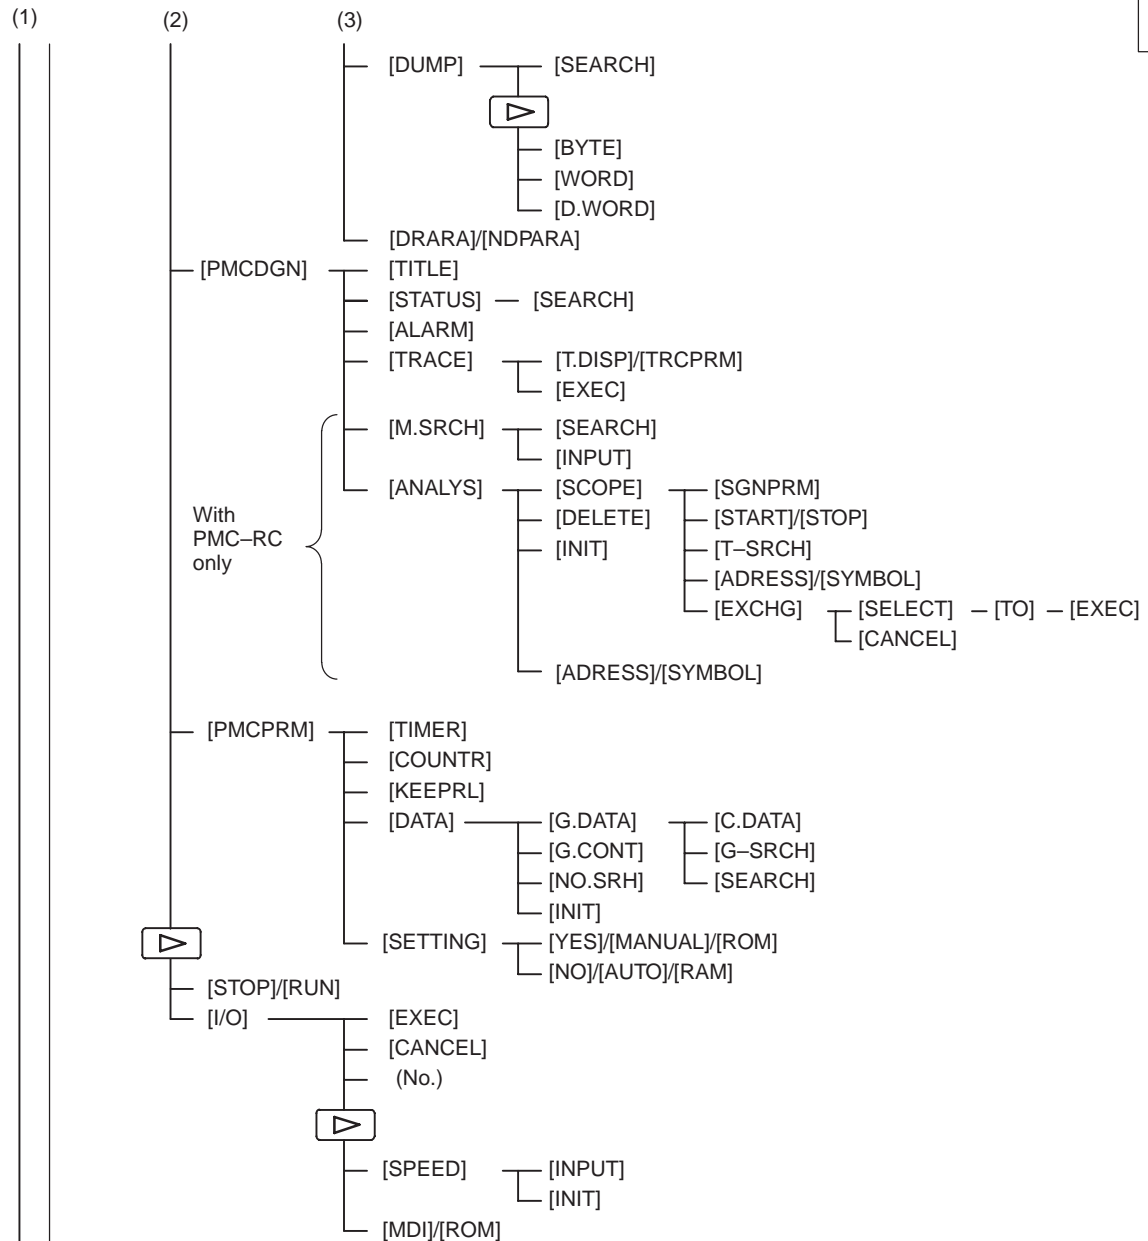 (1) (2) (3)
[DUMP] [SEARCH]
[BYTE]
[WORD]
[D.WORD]
[DRARA]/[NDPARA]
[PMCDGN] [TITLE]
[STATUS] [SEARCH]
[ALARM]
[TRACE] [T.DISP]/[TRCPRM]
[EXEC]
[M.SRCH] [SEARCH]
[INPUT]
[ANALYS] [SCOPE] [SGNPRM]
With
PMC–RC
only
[DELETE] [START]/[STOP]
[INIT] [T–SRCH]
[ADRESS]/[SYMBOL]
[EXCHG] [SELECT] [TO] [EXEC]
[CANCEL]
[ADRESS]/[SYMBOL]
[PMCPRM] [TIMER]
[COUNTR]
[KEEPRL]
[DATA] [G.DATA] [C.DATA]
[G.CONT] [G–SRCH]
[NO.SRH] [SEARCH]
[INIT]
[SETTING] [YES]/[MANUAL]/[ROM]
[NO]/[AUTO]/[RAM]
[STOP]/[RUN]
[I/O] [EXEC]
[CANCEL]
(No.)
[SPEED] [INPUT]
[INIT]
[MDI]/[ROM]